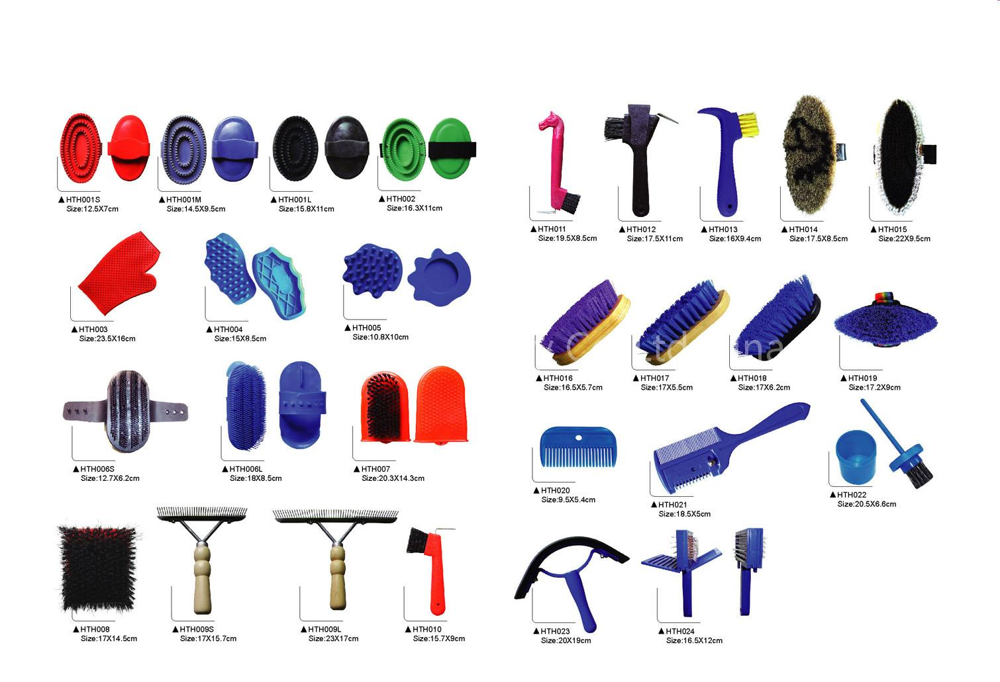 ▲HTH001S
Size:12.5X7cm
▲HTH001M
Size:14.5X9.5cm
▲HTH001L
Size:15.8X11cm
▲HTH002
Size:16.3X11cm
▲HTH003
Size:23.5X16cm
▲HTH004
Size:15X8.5cm
▲HTH005
Size:10.8X10cm
▲HTH006S
Size:12.7X6.2cm
▲HTH006L
Size:18X8.5cm
▲HTH007
Size:20.3X14.3cm
▲HTH008
Size:17X14.5cm
▲HTH009S
Size:17X15.7cm
▲HTH009L
Size:23X17cm
▲HTH010
Size:15.7X9cm
▲HTH011
Size:19.5X8.5cm
▲HTH012
Size:17.5X11cm
▲HTH013
Size:16X9.4cm
▲HTH014
Size:17.5X8.5cm
▲HTH015
Size:22X9.5cm
▲HTH016
Size:16.5X5.7cm
▲HTH017
Size:17X5.5cm
▲HTH018
Size:17X6.2cm
▲HTH019
Size:17.2X9cm
▲HTH020
Size:9.5X5.4cm
▲HTH021
Size:18.5X5cm
▲HTH022
Size:20.5X6.6cm
▲HTH023
Size:20X19cm
▲HTH024
Size:16.5X12cm